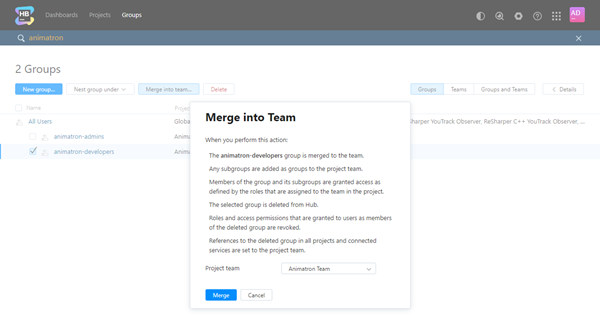 HB
Dashboards Projects Groups
AD
animatron
2 Groups
New group... Nest group under Merge into team... Delete Groups Teams Groups and Teams Details
Name
All Users Globa
Sharper YouTrack Observer, ReSharper C++ YouTrack Observer,
animatron-admins Anima
animatron-developers Anima
Merge into Team
When you perform this action:
The animatron-developers group is merged to the team.
Any subgroups are added as groups to the project team.
Members of the group and its subgroups are granted access as
defined by the roles that are assigned to the team in the project.
The selected group is deleted from Hub.
Roles and access permissions that are granted to users as members
of the deleted group are revoked.
References to the deleted group in all projects and connected
services are set to the project team.
Project team Animatron Team
Merge Cancel